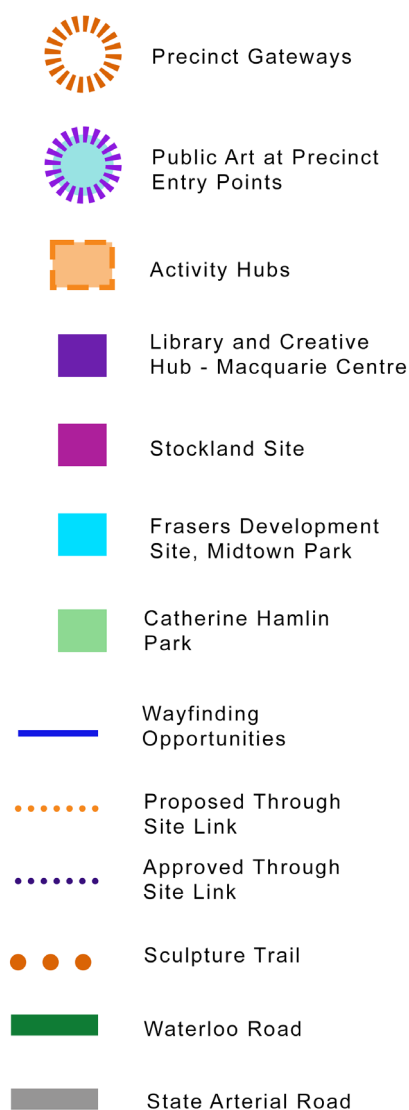 Precinct Gateways
Public Art at Precinct
Entry Points
Activity Hubs
Library and Creative
Hub - Macquarie Centre
Stockland Site
Frasers Development
Site, Midtown Park
Catherine Hamlin
Park
Wayfinding
Opportunities
Proposed Through
Site Link
Approved Through
Site Link
Sculpture Trail
Waterloo Road
State Arterial Road